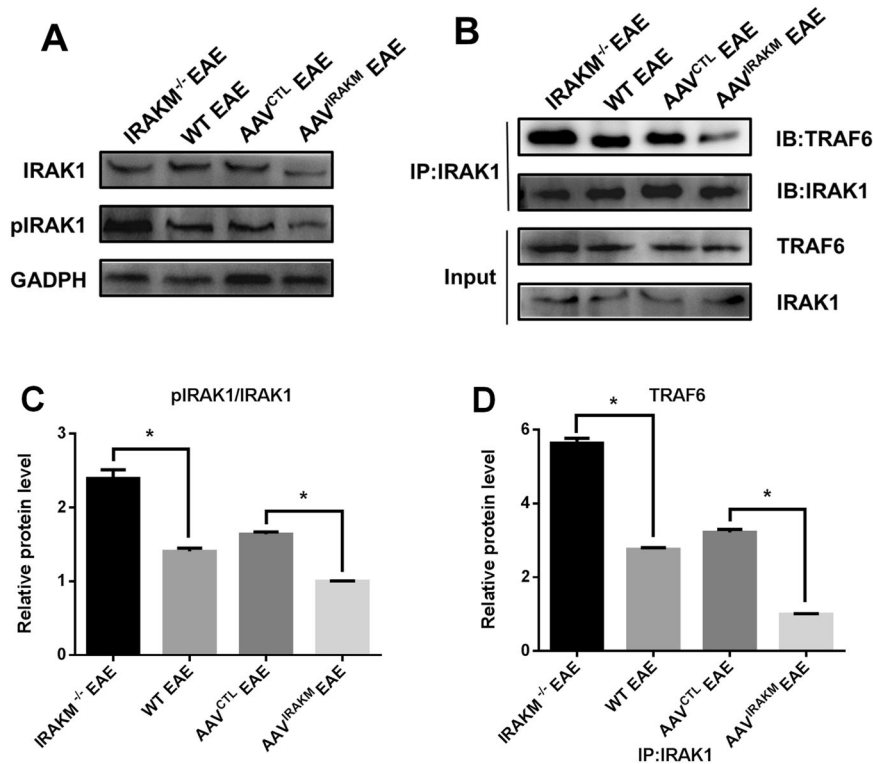 A
IRAKM-/- EAE
WT EAE
AAVCTL EAE
AAVIRAKM EAE
IRAK1
pIRAK1
GADPH
B
IRAKM-/- EAE
WT EAE
AAVCTL EAE
AAVIRAKM EAE
IP:IRAK1
IB:TRAF6
IB:IRAK1
Input
TRAF6
IRAK1
C
pIRAK1/IRAK1
Relative protein level
3
2
1
0
*
*
IRAKM -/- EAE
WT EAE
AAVCTL EAE
AAVIRAKM EAE
D
TRAF6
Relative protein level
6
4
2
0
*
*
IRAKM -/- EAE
WT EAE
AAVCTL EAE
AAVIRAKM EAE
IP:IRAK1